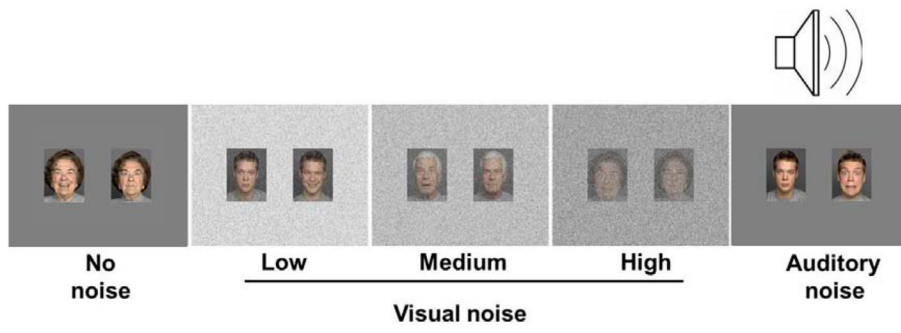 No
noise
Low
Medium
High
Auditory
noise
Visual noise